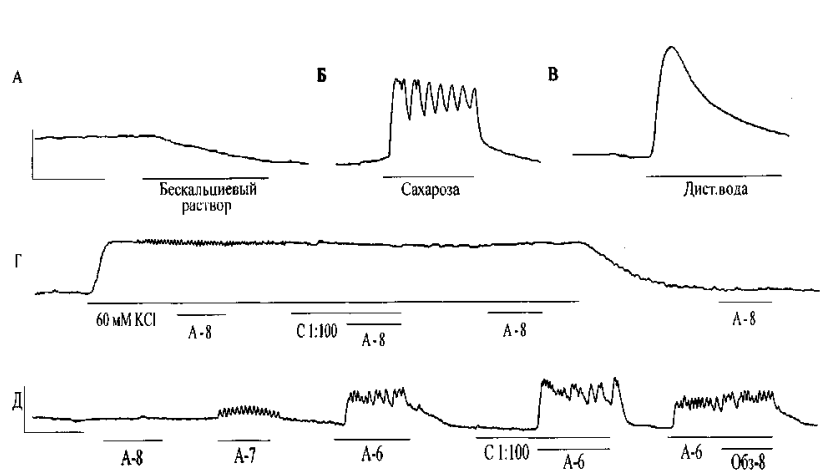 А
Б
В
Бескальциевый
раствор
Сахароза
Дист.вода
Г
60 мМ KCl
А-8
С 1:100
А-8
А-8
А-8
Д
А-8
А-7
А-6
С 1:100
А-6
А-6
Обз-8